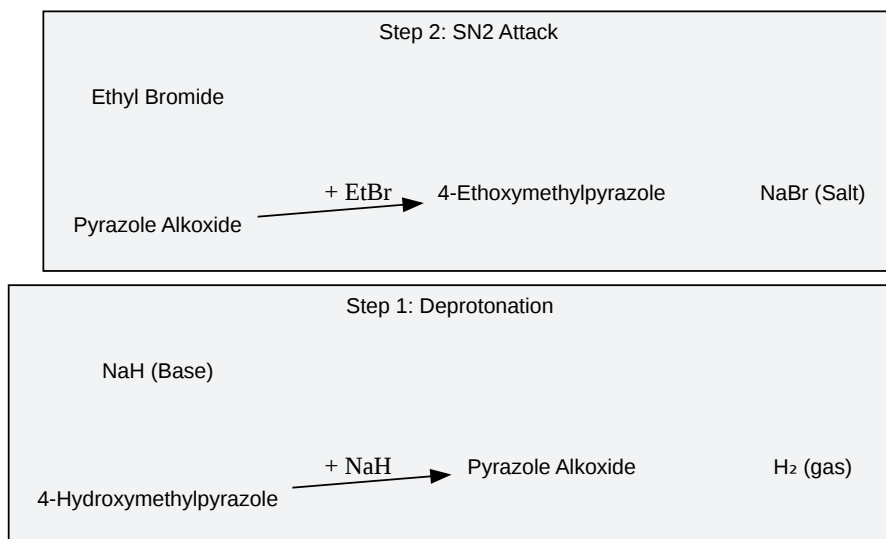 Step 2: SN2 Attack
Ethyl Bromide
+ EtBr
4-Ethoxymethylpyrazole
NaBr (Salt)
Pyrazole Alkoxide
Step 1: Deprotonation
NaH (Base)
+ NaH
Pyrazole Alkoxide
H₂ (gas)
4-Hydroxymethylpyrazole